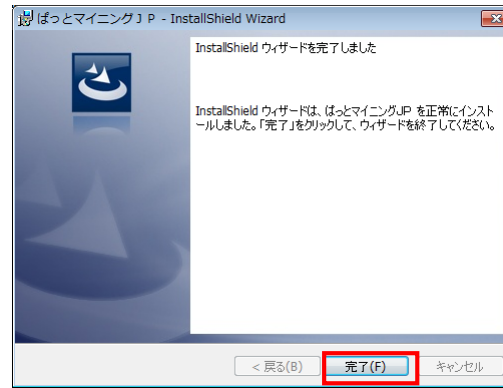 ぱっとマイニングJP - InstallShield Wizard
InstallShield ウィザードを完了しました
InstallShield ウィザードは、ぱっとマイニングJP を正常にインスト
ールしました。「完了」をクリックして、ウィザードを終了してください。
< 戻る(B)
完了(F)
キャンセル